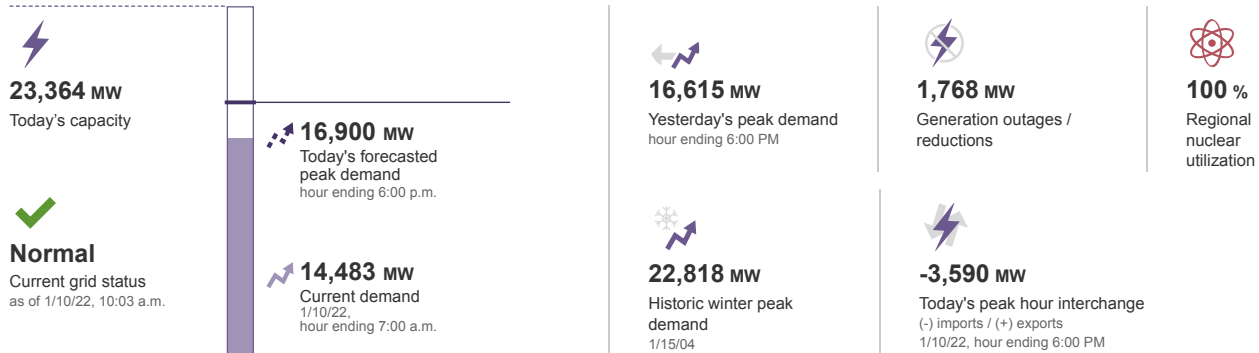 23,364 MW
Today's capacity
Normal
Current grid status
as of 1/10/22, 10:03 a.m.
16,900 MW
Today's forecasted
peak demand
hour ending 6:00 p.m.
14,483 MW
Current demand
1/10/22,
hour ending 7:00 a.m.
16,615 MW
Yesterday's peak demand
hour ending 6:00 PM
1,768 MW
Generation outages /
reductions
100 %
Regional
nuclear
utilization
22,818 MW
Historic winter peak
demand
1/15/04
-3,590 MW
Today's peak hour interchange
(-) imports / (+) exports
1/10/22, hour ending 6:00 PM